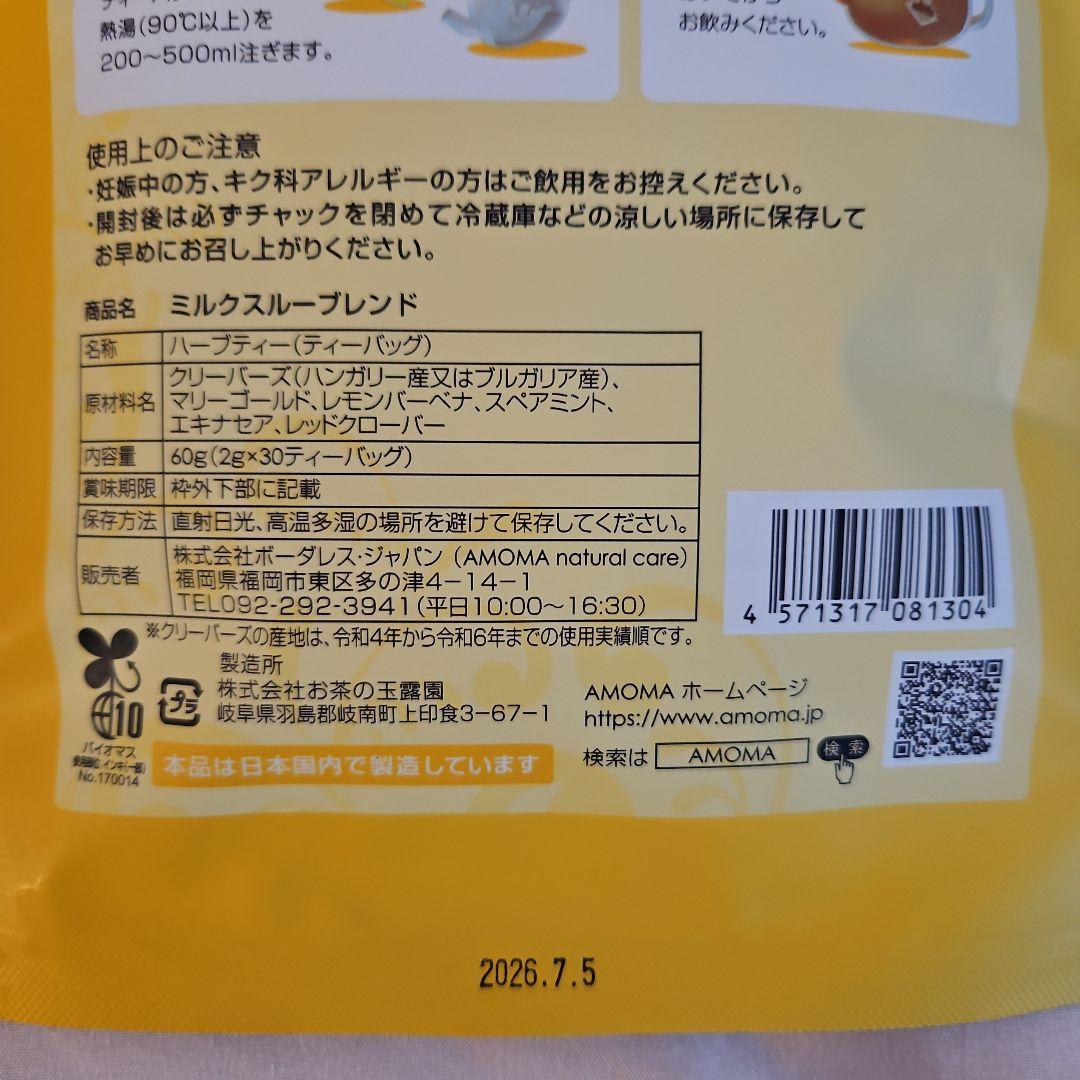 熱湯(90℃以上)を
200〜500ml注ぎます。
お飲みください。
使用上のご注意
・妊娠中の方、キク科アレルギーの方はご飲用をお控えください。
・開封後は必ずチャックを閉めて冷蔵庫などの涼しい場所に保存して
お早めにお召し上がりください。
商品名 ミルクスルーブレンド
名称 ハーブティー(ティーバッグ)
原材料名 クリーバーズ(ハンガリー産又はブルガリア産)、
マリーゴールド、レモンバーベナ、スペアミント、
エキナセア、レッドクローバー
内容量 60g(2g×30ティーバッグ)
賞味期限 枠外下部に記載
保存方法 直射日光、高温多湿の場所を避けて保存してください。
販売者 株式会社ボーダレス・ジャパン(AMOMA natural care)
福岡県福岡市東区多の津4−14−1
TEL092-292-3941(平日10:00〜16:30)
※クリーバーズの産地は、令和4年から令和6年までの使用実績順です。
4 571317 081304
製造所
株式会社お茶の玉露園
岐阜県羽島郡岐南町上印食3−67−1
プラ
10
バイオマス
No.170014
本品は日本国内で製造しています
AMOMA ホームページ
https://www.amoma.jp
検索は AMOMA 検索
2026.7.5